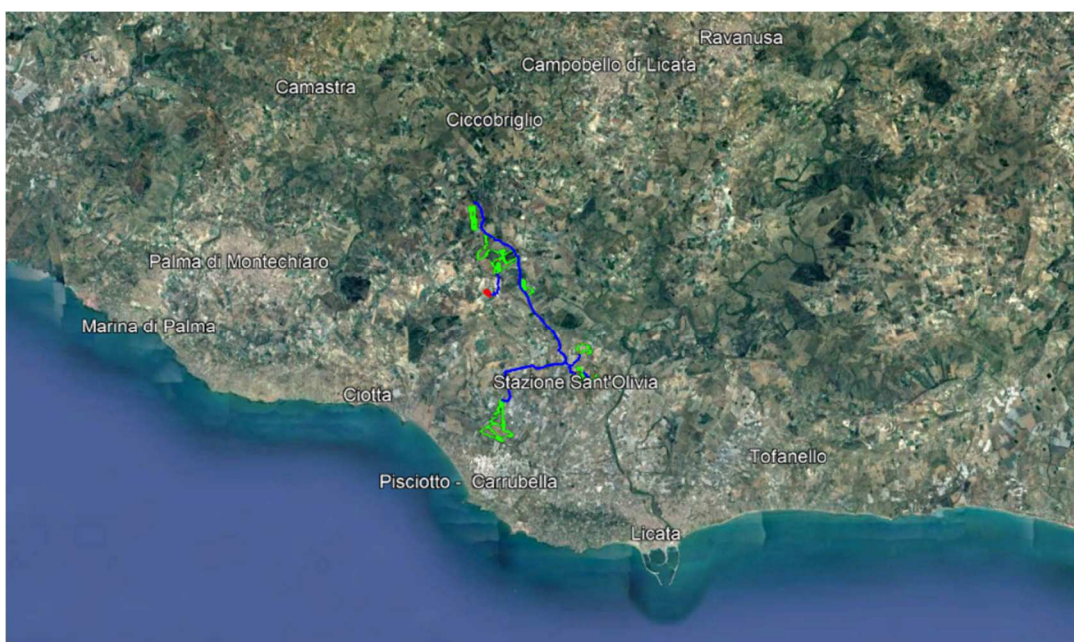 Ravanusa
Campobello di Licata
Camastra
Ciccobriglio
Palma di Montechiaro
Marina di Palma
Stazione Sant'Olivia
Ciotta
Tofanello
Pisciotto - Carrubella
Licata